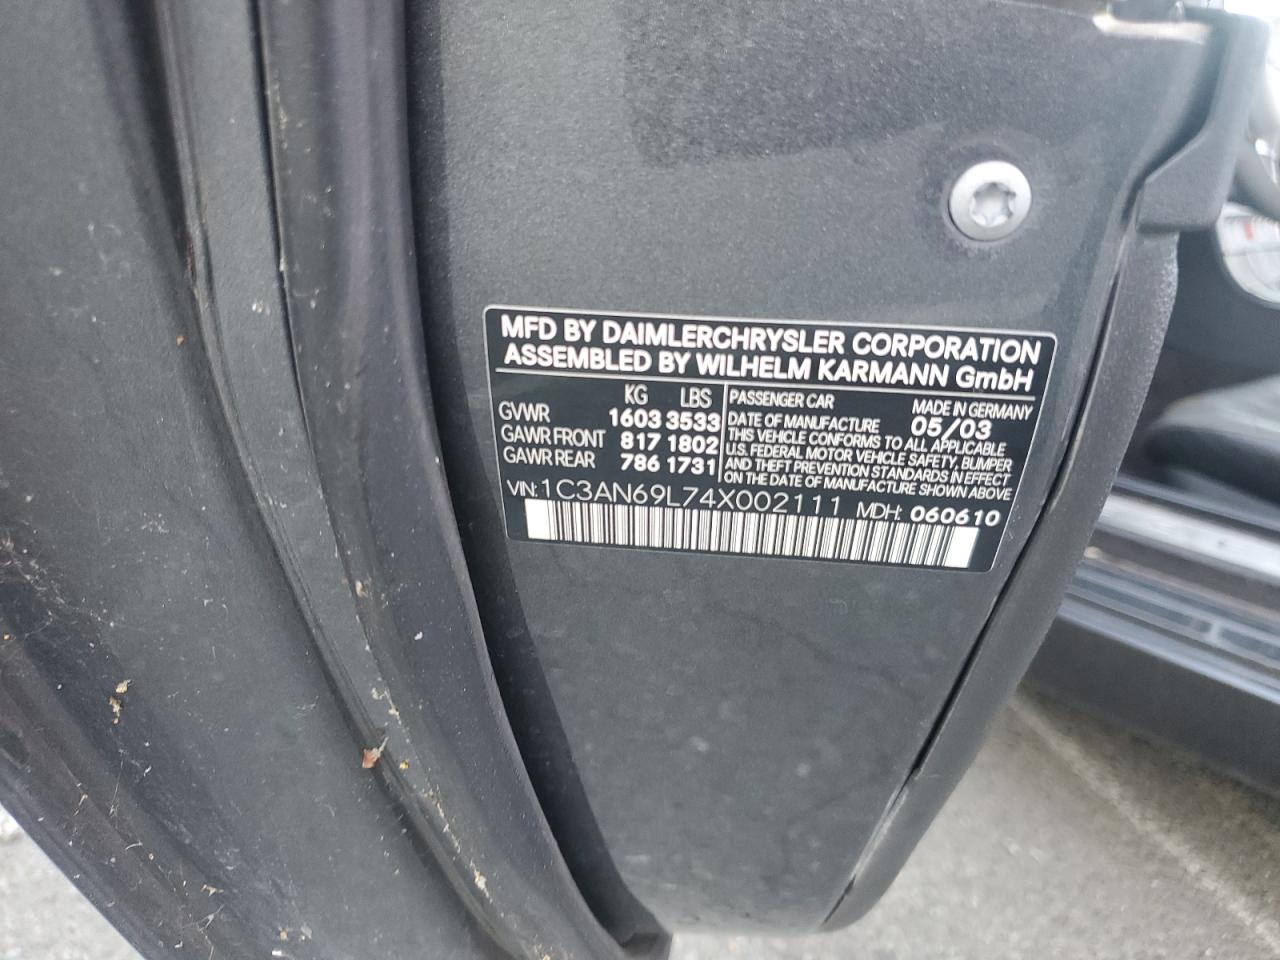 MFD BY DAIMLERCHRYSLER CORPORATION
ASSEMBLED BY WILHELM KARMANN GmbH
KG LBS
GVWR 1603 3533
GAWR FRONT 817 1802
GAWR REAR 786 1731
PASSENGER CAR MADE IN GERMANY
DATE OF MANUFACTURE 05/03
THIS VEHICLE CONFORMS TO ALL APPLICABLE
U.S. FEDERAL MOTOR VEHICLE SAFETY, BUMPER
AND THEFT PREVENTION STANDARDS IN EFFECT
ON THE DATE OF MANUFACTURE SHOWN ABOVE
VIN: 1C3AN69L74X002111 MDH: 060610